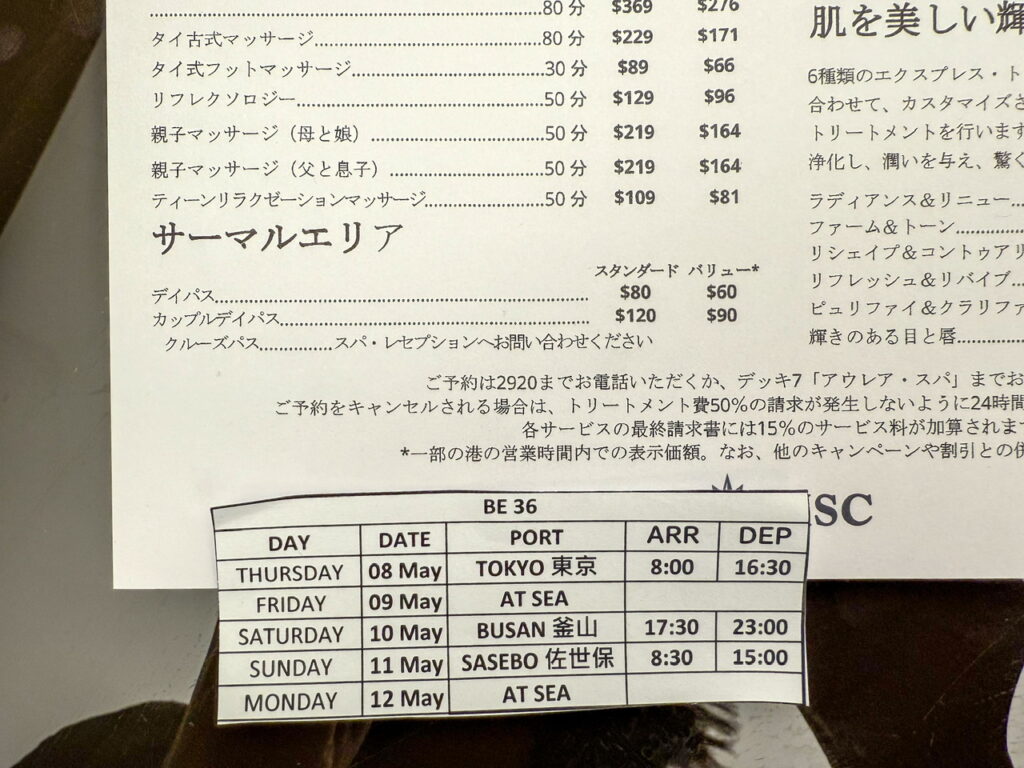 80 分 $369 $276
タイ古式マッサージ 80 分 $229 $171
タイ式フットマッサージ 30 分 $89 $66
リフレクソロジー 50 分 $129 $96
親子マッサージ（母と娘） 50 分 $219 $164
親子マッサージ（父と息子） 50 分 $219 $164
ティーンリラクゼーションマッサージ 50 分 $109 $81
サーマルエリア
スタンダード バリュー*
デイパス $80 $60
カップルデイパス $120 $90
クルーズパス スパ・レセプションへお問い合わせください
肌を美しい輝
6種類のエクスプレス・ト
合わせて、カスタマイズさ
トリートメントを行います
浄化し、潤いを与え、驚く
ラディアンス＆リニュー
ファーム＆トーン
リシェイプ＆コントゥアリ
リフレッシュ＆リバイブ
ピュリファイ＆クラリファ
輝きのある目と唇
ご予約は2920までお電話いただくか、デッキ7「アウレア・スパ」までお
ご予約をキャンセルされる場合は、トリートメント費50%の請求が発生しないように24時間
各サービスの最終請求書には15%のサービス料が加算されま
*一部の港の営業時間内での表示価額。なお、他のキャンペーンや割引との併
SC
BE 36
DAY DATE PORT ARR DEP
THURSDAY 08 May TOKYO 東京 8:00 16:30
FRIDAY 09 May AT SEA
SATURDAY 10 May BUSAN 釜山 17:30 23:00
SUNDAY 11 May SASEBO 佐世保 8:30 15:00
MONDAY 12 May AT SEA